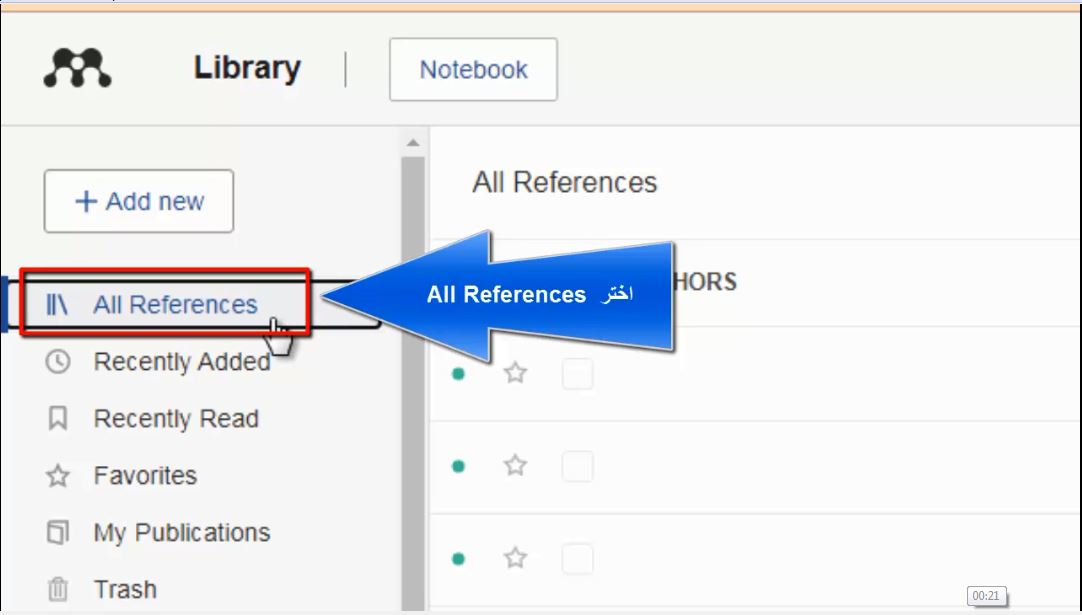 Library
Notebook
+ Add new
All References
All References
اختر All References
HORS
Recently Added
Recently Read
Favorites
My Publications
Trash
00:21